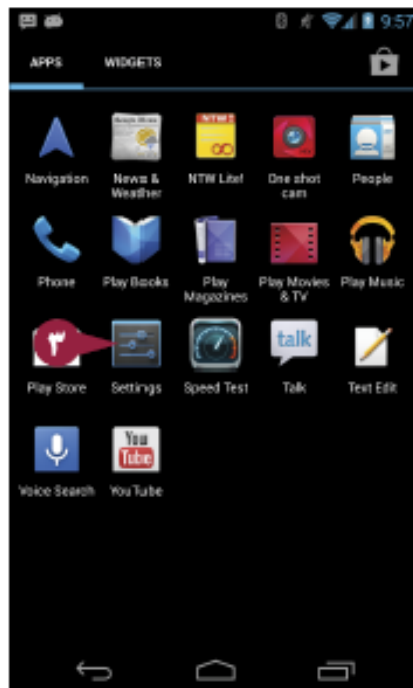 9:57
APPS WIDGETS
Navigation News & Weather NTW Lite! One shot cam People
Phone Play Books Play Magazines Play Movies & TV Play Music
٣
talk
Play Store Settings Speed Test Talk Text Edit
You
Tube
Voice Search YouTube